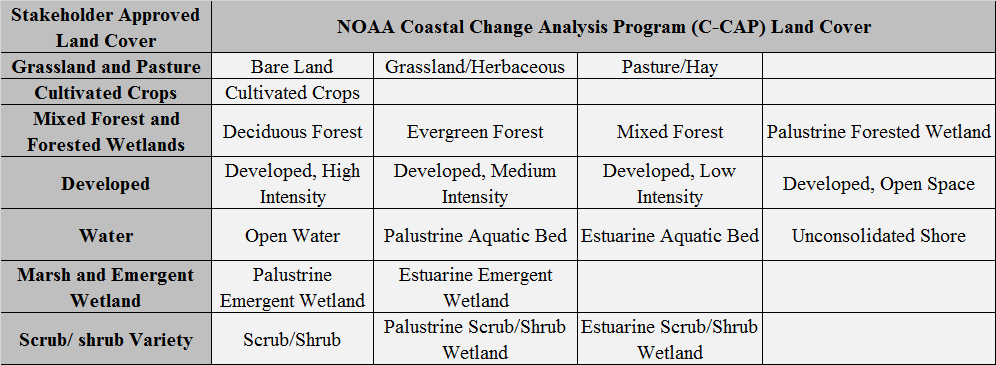 Stakeholder Approved
Land Cover
NOAA Coastal Change Analysis Program (C-CAP) Land Cover
Grassland and Pasture Bare Land Grassland/Herbaceous Pasture/Hay
Cultivated Crops Cultivated Crops
Mixed Forest and
Forested Wetlands
Deciduous Forest Evergreen Forest Mixed Forest Palustrine Forested Wetland
Developed
Developed, High
Intensity
Developed, Medium
Intensity
Developed, Low
Intensity
Developed, Open Space
Water Open Water Palustrine Aquatic Bed Estuarine Aquatic Bed Unconsolidated Shore
Marsh and Emergent
Wetland
Palustrine
Emergent Wetland
Estuarine Emergent
Wetland
Scrub/ shrub Variety Scrub/Shrub
Palustrine Scrub/Shrub
Wetland
Estuarine Scrub/Shrub
Wetland